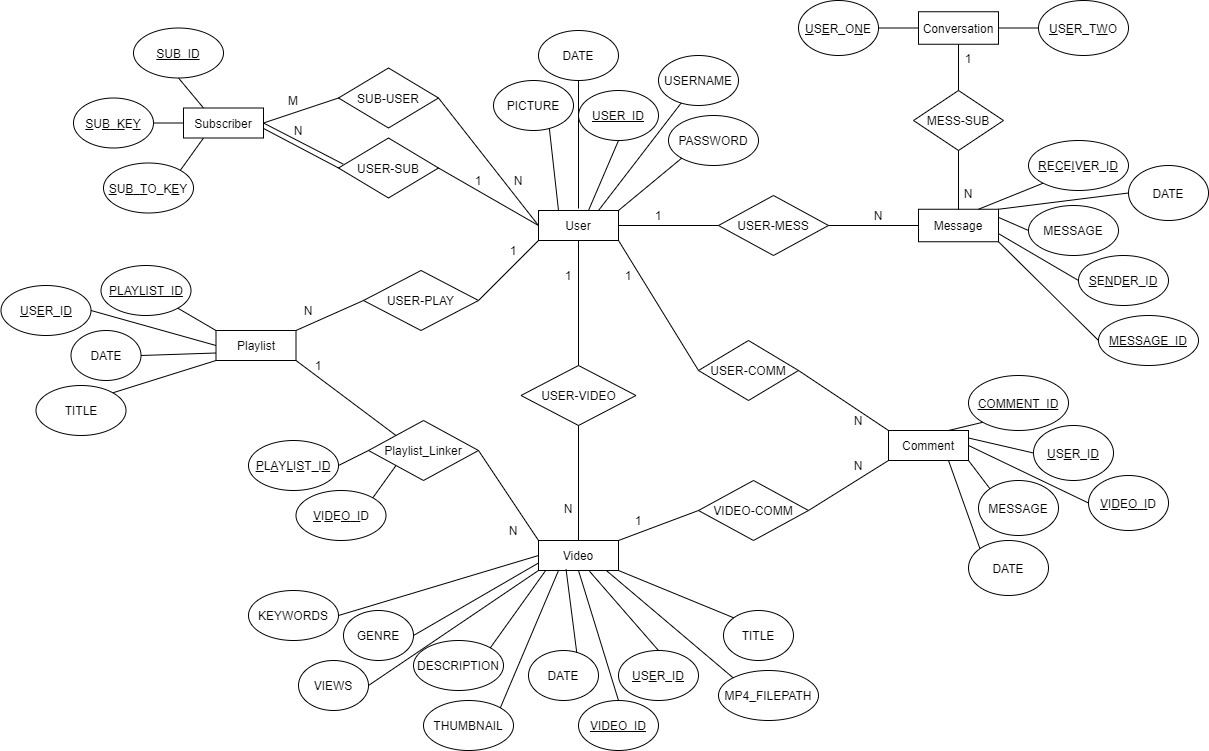 USER_ONE
Conversation
USER_TWO
SUB_ID
DATE
USERNAME
1
M
SUB-USER
PICTURE
USER_ID
SUB_KEY
Subscriber
N
MESS-SUB
PASSWORD
USER-SUB
RECEIVER_ID
SUB_TO_KEY
1
N
N
DATE
User
1
USER-MESS
N
Message
MESSAGE
1
1
1
SENDER_ID
PLAYLIST_ID
USER-PLAY
USER_ID
N
MESSAGE_ID
Playlist
DATE
1
USER-COMM
USER-VIDEO
TITLE
COMMENT_ID
N
Playlist_Linker
Comment
USER_ID
PLAYLIST_ID
N
VIDEO_ID
VIDEO_ID
N
N
1
VIDEO-COMM
MESSAGE
Video
DATE
KEYWORDS
GENRE
TITLE
DESCRIPTION
DATE
USER_ID
VIEWS
MP4_FILEPATH
THUMBNAIL
VIDEO_ID